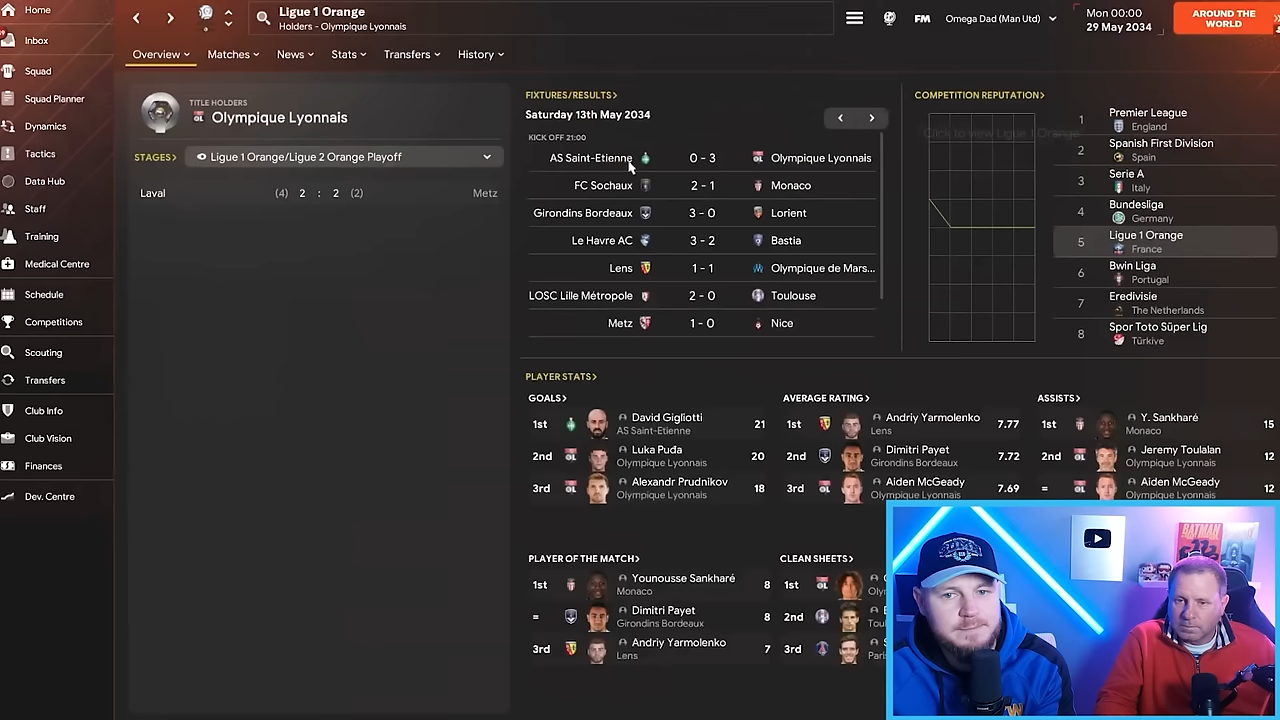 Home
Inbox
Squad
Squad Planner
Dynamics
Tactics
Data Hub
Staff
Training
Medical Centre
Schedule
Competitions
Scouting
Transfers
Club Info
Club Vision
Finances
Dev. Centre
Ligue 1 Orange
Holders - Olympique Lyonnais
FM
Omega Dad (Man Utd)
Mon 00:00
29 May 2034
AROUND THE
WORLD
Overview
Matches
News
Stats
Transfers
History
TITLE HOLDERS
Olympique Lyonnais
STAGES>
Ligue 1 Orange/Ligue 2 Orange Playoff
Laval (4) 2 : 2 (2) Metz
FIXTURES/RESULTS>
Saturday 13th May 2034
KICK OFF 21:00
AS Saint-Etienne 0 - 3 Olympique Lyonnais
FC Sochaux 2 - 1 Monaco
Girondins Bordeaux 3 - 0 Lorient
Le Havre AC 3 - 2 Bastia
Lens 1 - 1 Olympique de Mars...
LOSC Lille Métropole 2 - 0 Toulouse
Metz 1 - 0 Nice
COMPETITION REPUTATION>
Click to view Ligue 1 Orange
1 Premier League
England
2 Spanish First Division
Spain
3 Serie A
Italy
4 Bundesliga
Germany
5 Ligue 1 Orange
France
6 Bwin Liga
Portugal
7 Eredivisie
The Netherlands
8 Spor Toto Süper Lig
Türkiye
PLAYER STATS>
GOALS>
1st David Gigliotti 21
AS Saint-Etienne
2nd Luka Puđa 20
Olympique Lyonnais
3rd Alexandr Prudnikov 18
Olympique Lyonnais
AVERAGE RATING>
1st Andriy Yarmolenko 7.77
Lens
2nd Dimitri Payet 7.72
Girondins Bordeaux
3rd Aiden McGeady 7.69
Olympique Lyonnais
ASSISTS>
1st Y. Sankharé 15
Monaco
2nd Jeremy Toulalan 12
Olympique Lyonnais
= Aiden McGeady 12
Olympique Lyonnais
PLAYER OF THE MATCH>
1st Younousse Sankharé 8
Monaco
= Dimitri Payet 8
Girondins Bordeaux
3rd Andriy Yarmolenko 7
Lens
CLEAN SHEETS>
1st
2nd
3rd
BATMAN